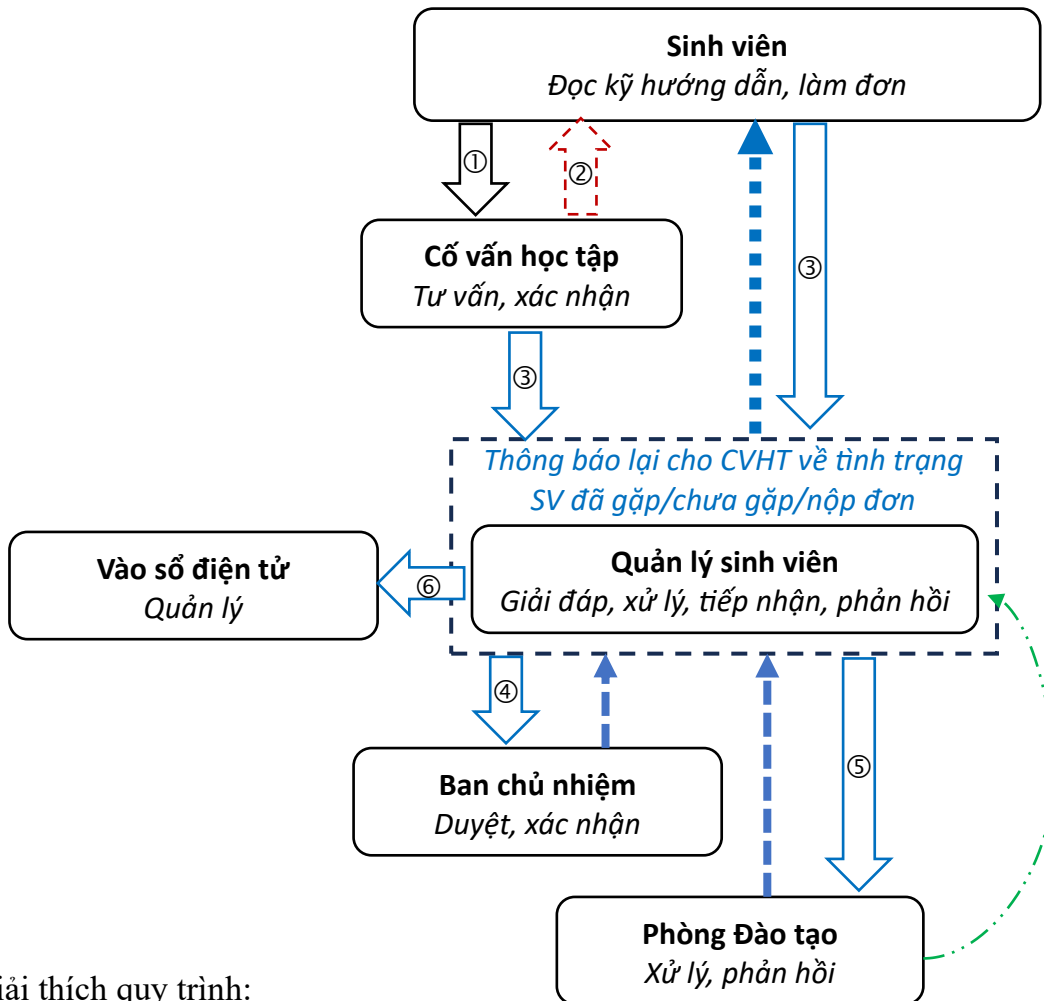 Sinh viên
Đọc kỹ hướng dẫn, làm đơn
①
②
Cố vấn học tập
Tư vấn, xác nhận
③
③
Thông báo lại cho CVHT về tình trạng
SV đã gặp/chưa gặp/nộp đơn
Vào sổ điện tử
Quản lý
⑥
Quản lý sinh viên
Giải đáp, xử lý, tiếp nhận, phản hồi
④
⑤
Ban chủ nhiệm
Duyệt, xác nhận
Phòng Đào tạo
Xử lý, phản hồi
iải thích quy trình: